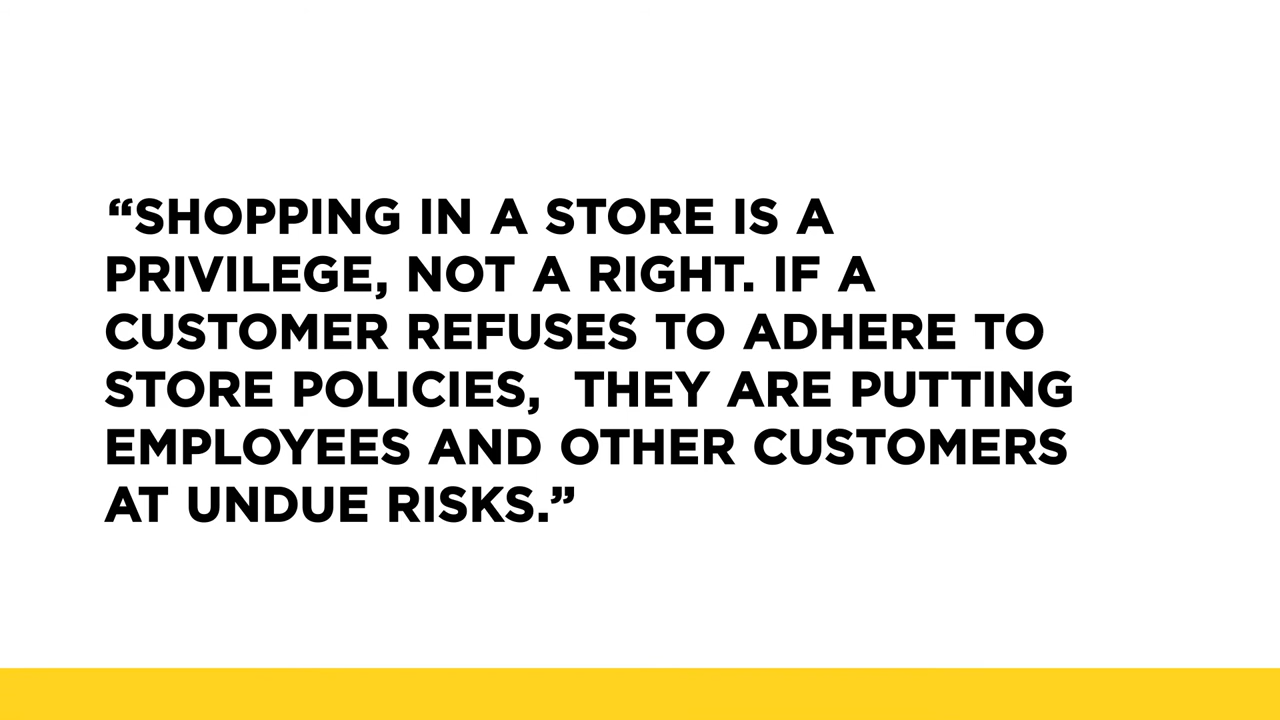 “SHOPPING IN A STORE IS A
PRIVILEGE, NOT A RIGHT. IF A
CUSTOMER REFUSES TO ADHERE TO
STORE POLICIES,  THEY ARE PUTTING
EMPLOYEES AND OTHER CUSTOMERS
AT UNDUE RISKS.”